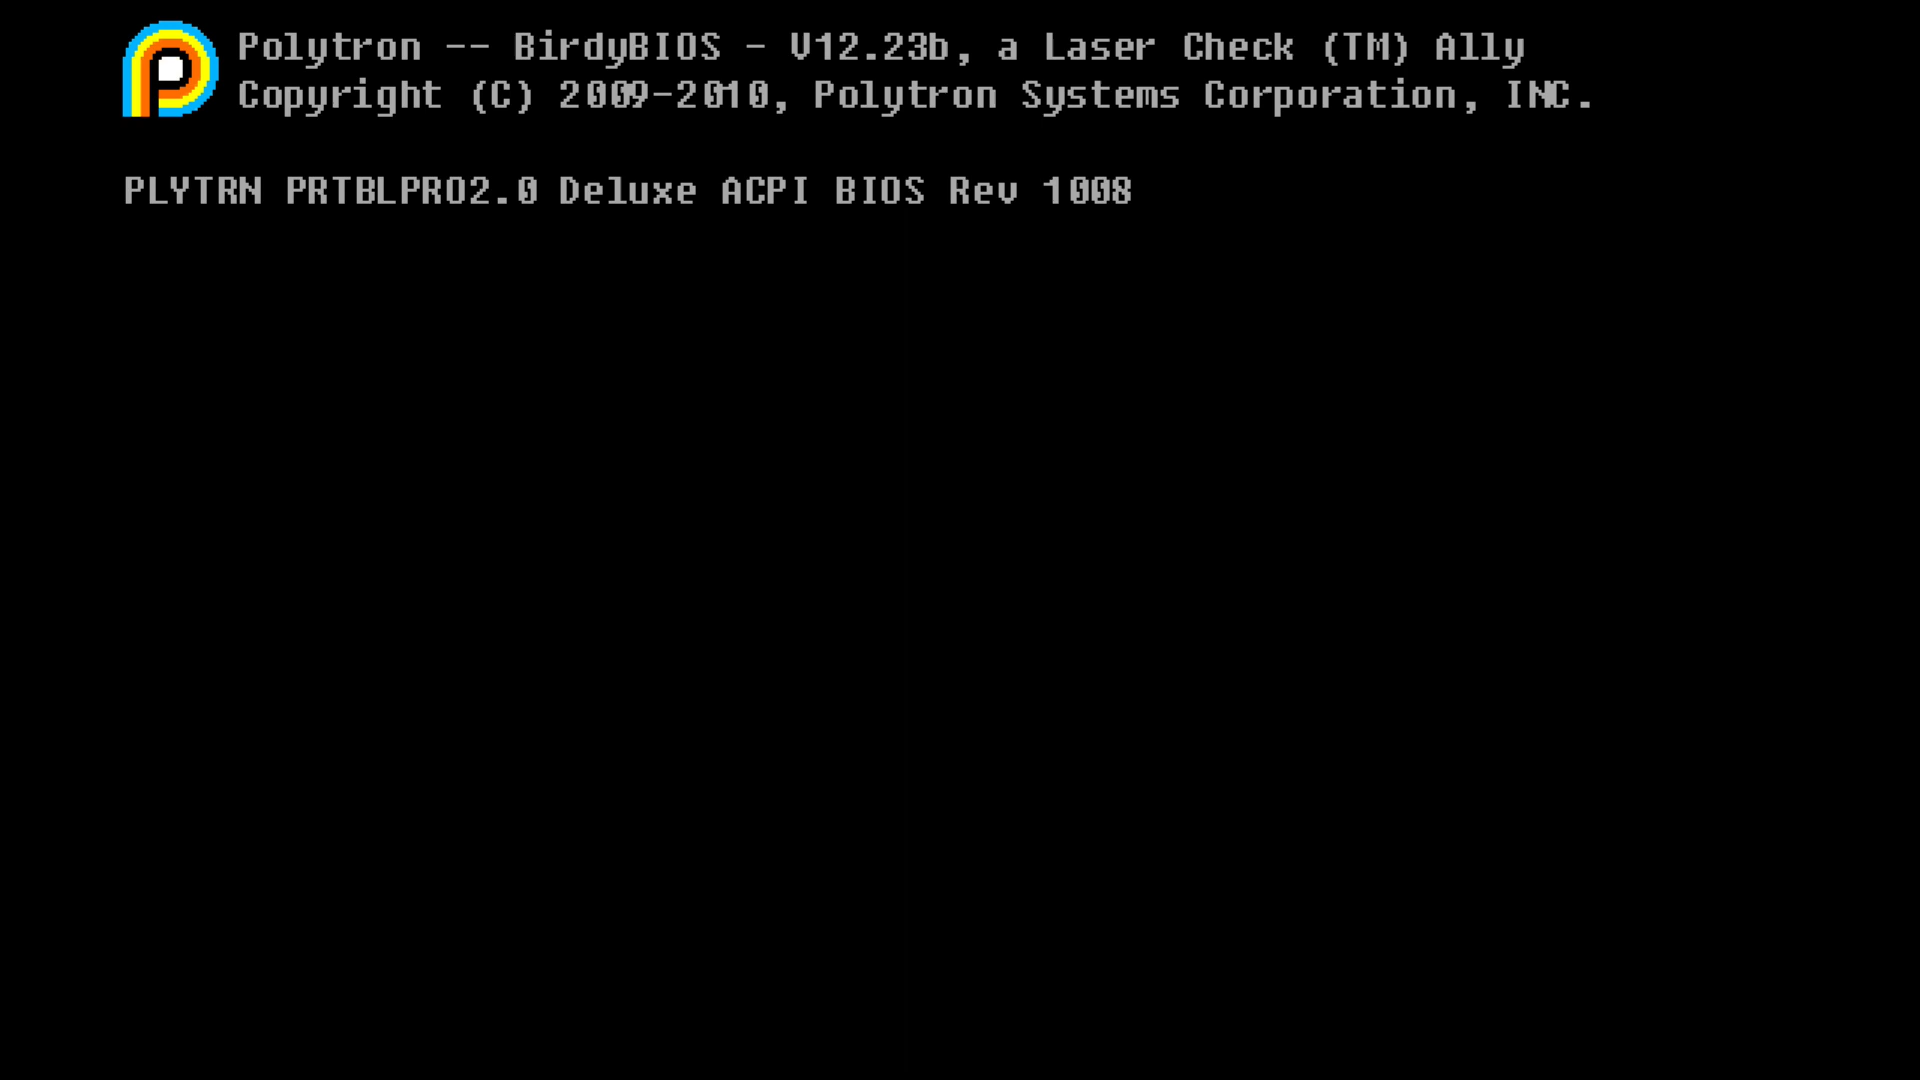 Polytron -- BirdyBIOS - V12.23b, a Laser Check (TM) Ally
Copyright (C) 2009-2010, Polytron Systems Corporation, INC.
PLYTRN PRTBLPRO2.0 Deluxe ACPI BIOS Rev 1008